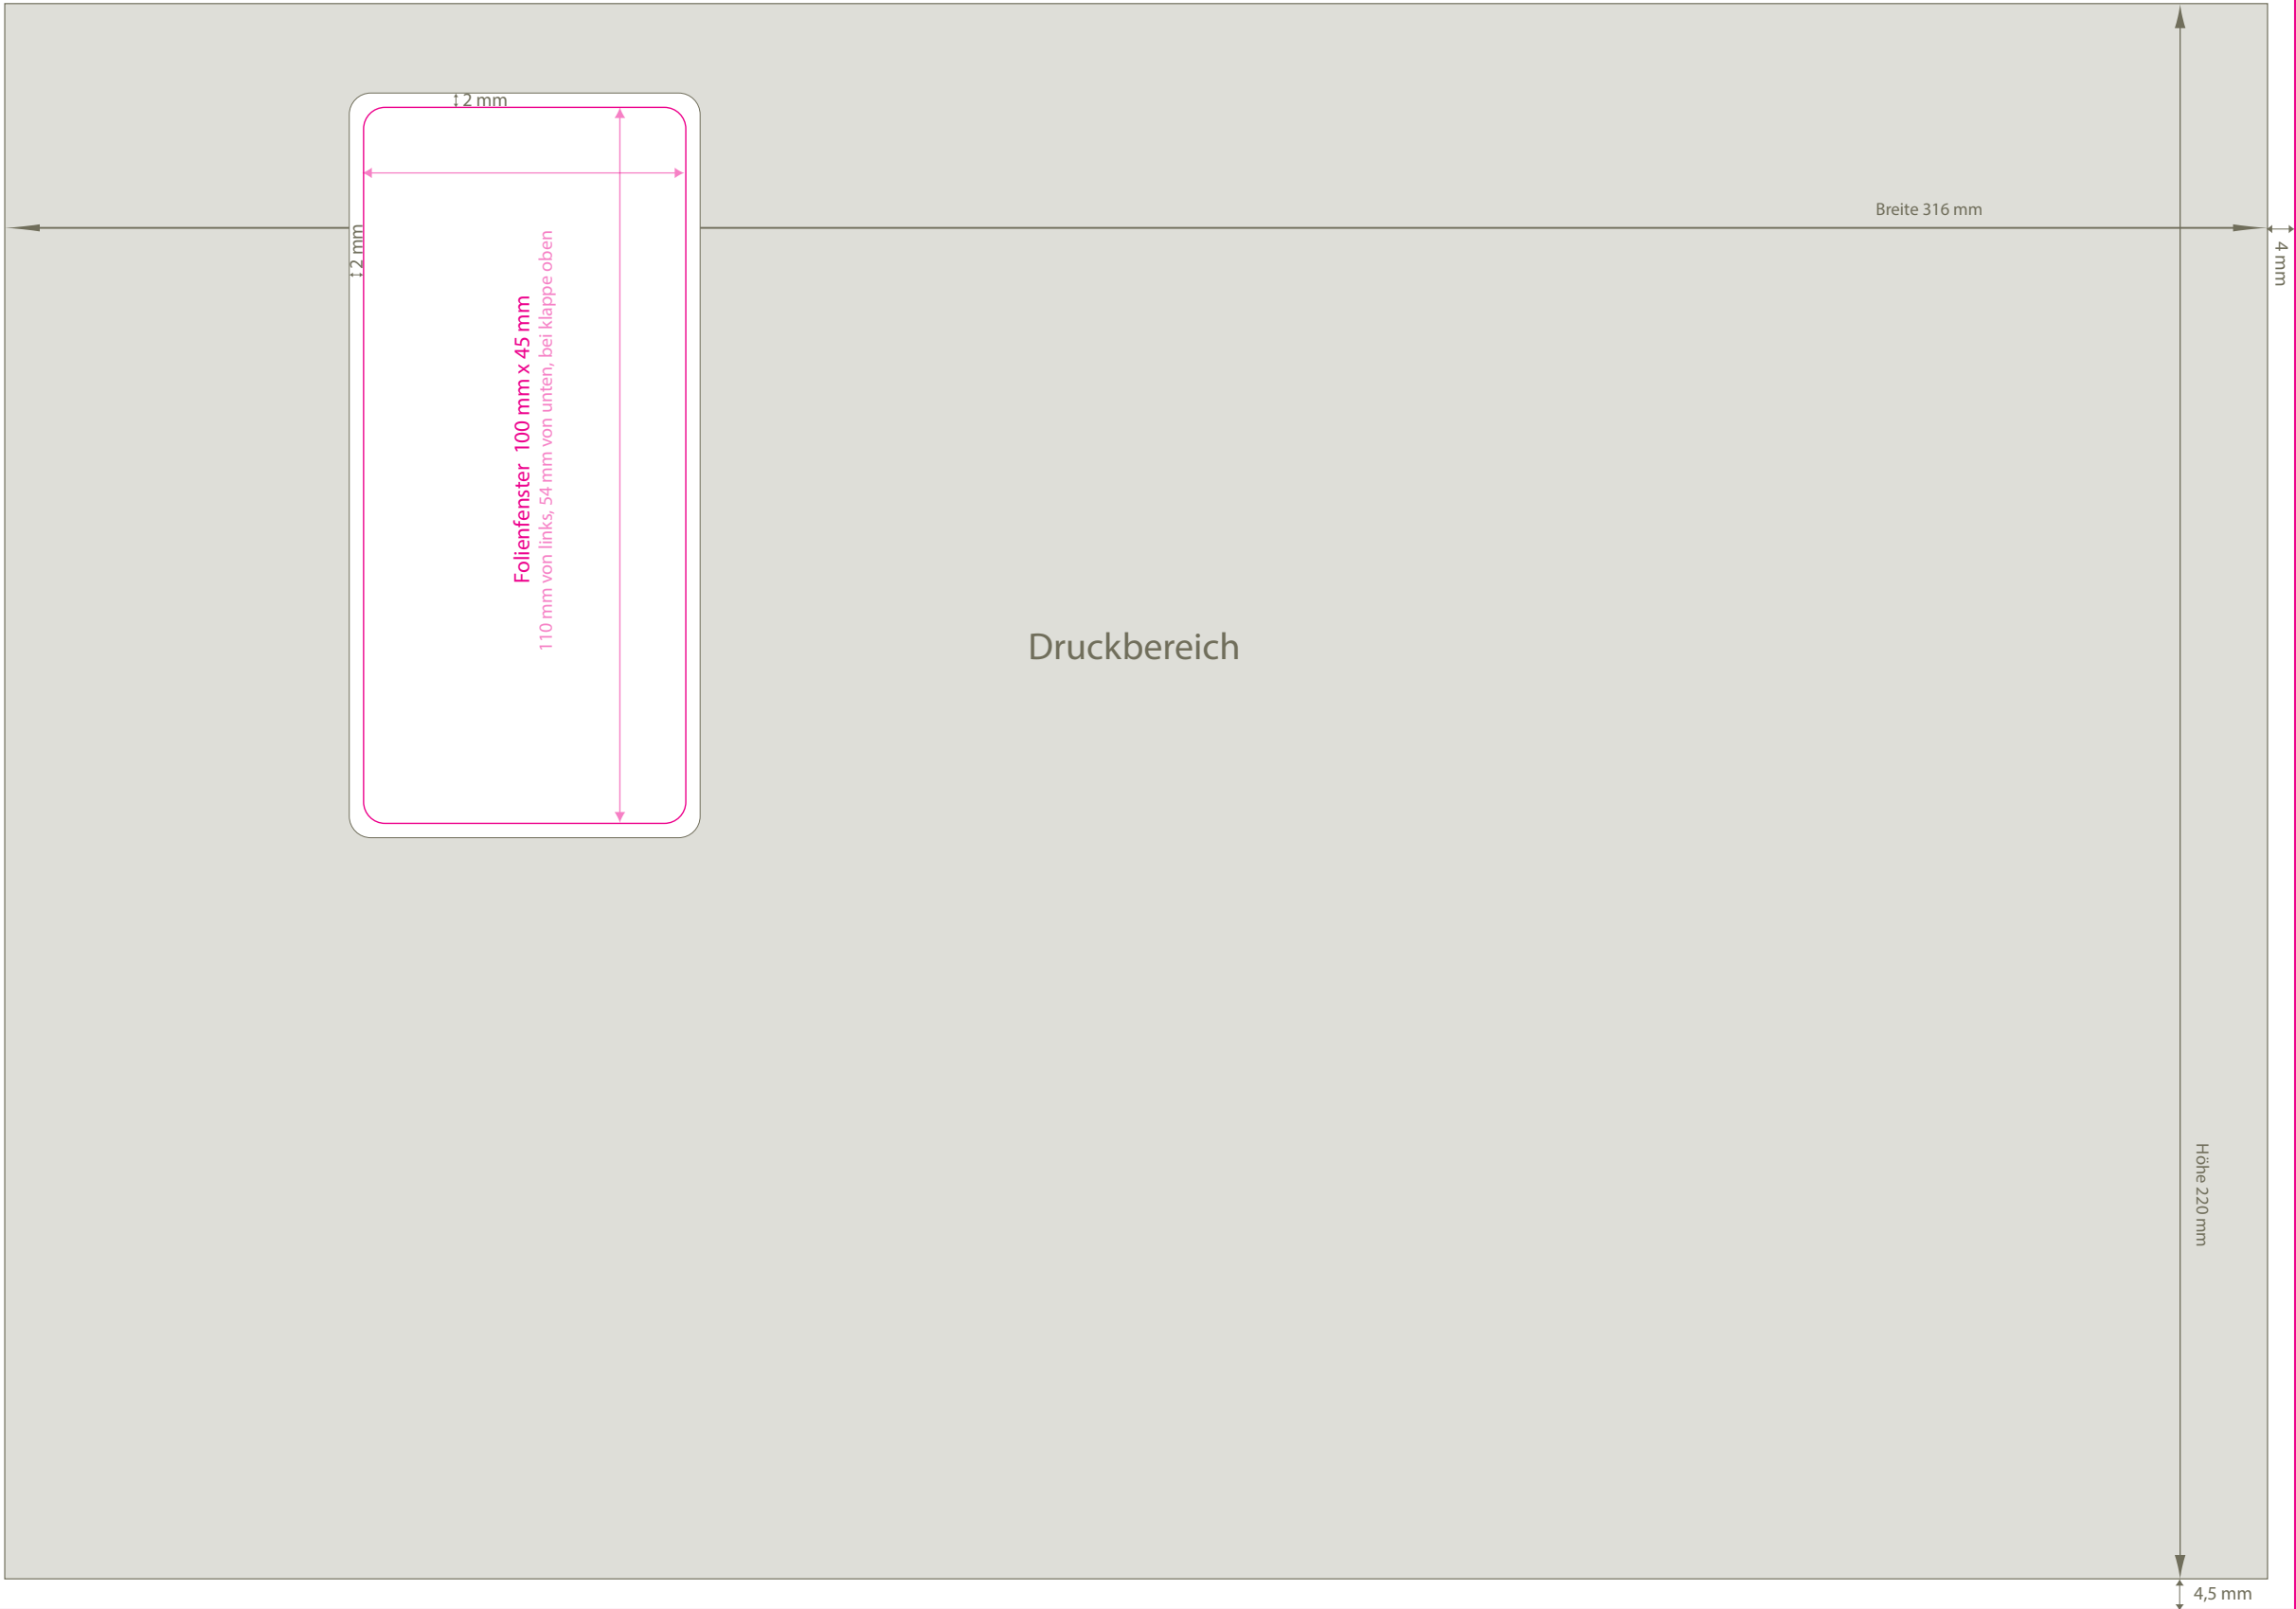 2 mm
Breite 316 mm
2 mm
4 mm
Folienfenster 100 mm x 45 mm
110 mm von links, 54 mm von unten, bei klappe oben
Druckbereich
Höhe 220 mm
4,5 mm